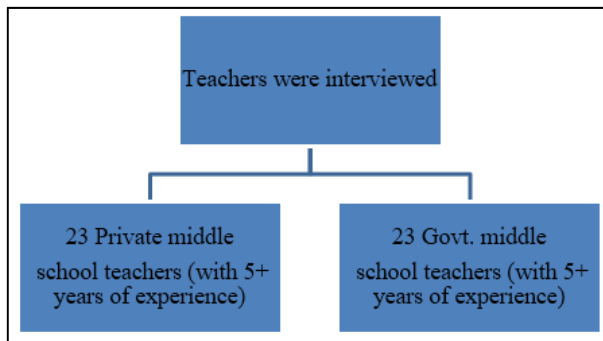 Teachers were interviewed
23 Private middle
school teachers (with 5+
years of experience)
23 Govt. middle
school teachers (with 5+
years of experience)